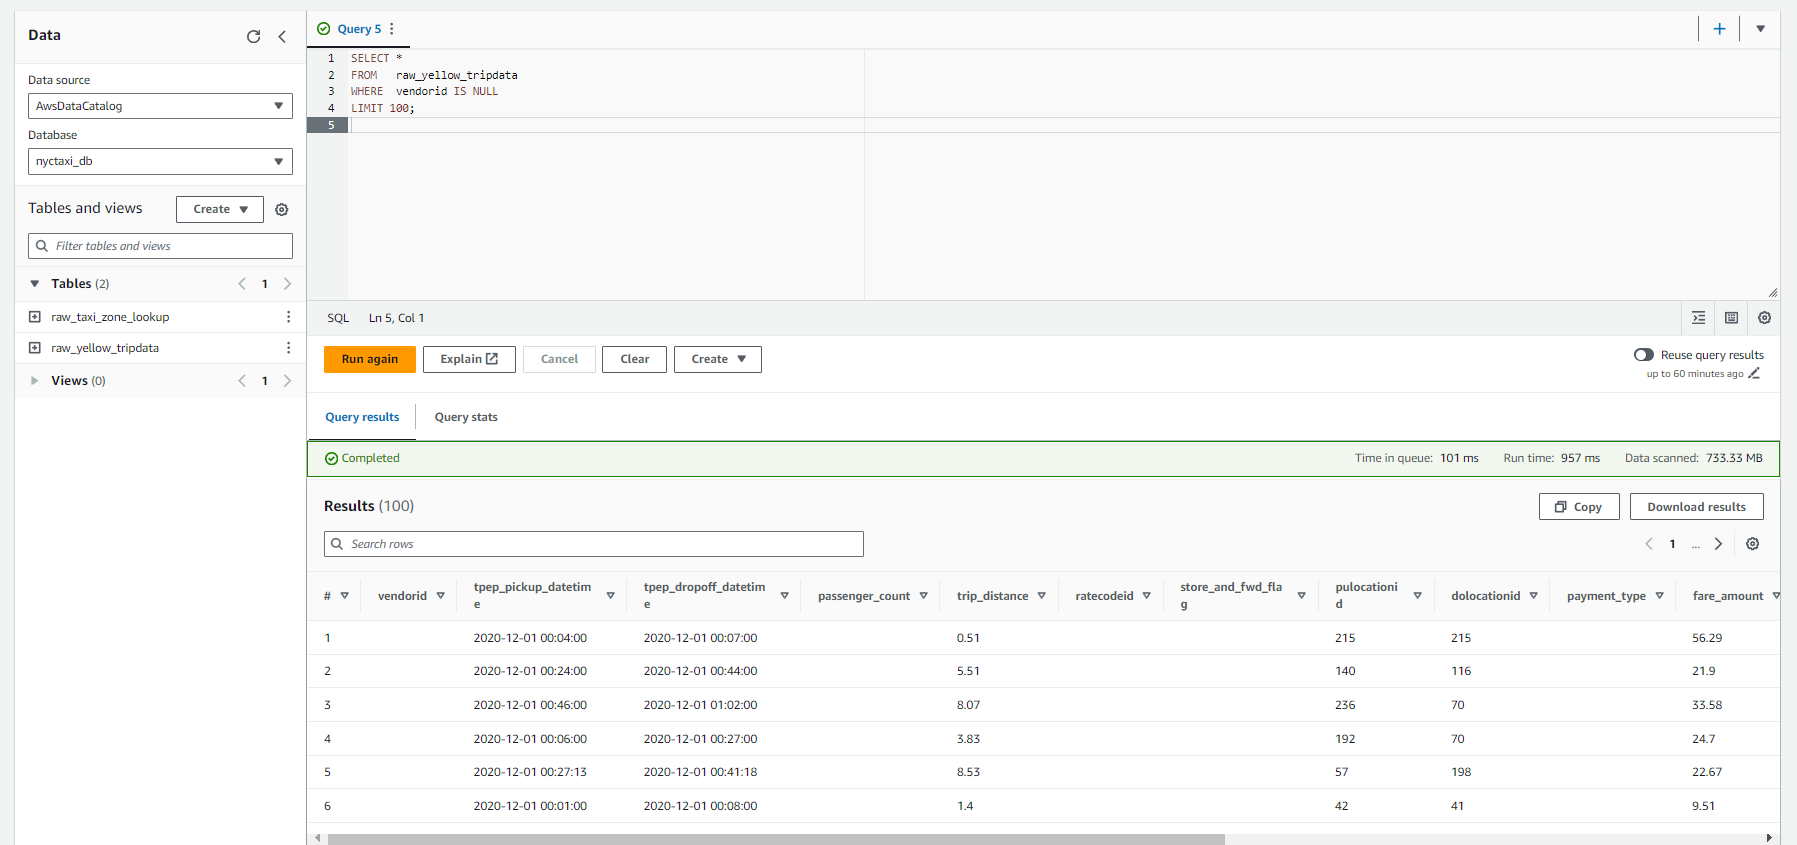 Data
Data source
AwsDataCatalog
Database
nyctaxi_db
Tables and views
Create
Filter tables and views
Tables (2)
1
raw_taxi_zone_lookup
raw_yellow_tripdata
Views (0)
1
Query 5
1 SELECT *
2 FROM raw_yellow_tripdata
3 WHERE vendorid IS NULL
4 LIMIT 100;
5
SQL Ln 5, Col 1
Run again Explain Cancel Clear Create
Reuse query results
up to 60 minutes ago
Query results Query stats
Completed Time in queue: 101 ms Run time: 957 ms Data scanned: 733.33 MB
Results (100) Copy Download results
Search rows
1 ...
# vendorid tpep_pickup_datetim tpep_dropoff_datetim passenger_count trip_distance ratecodeid store_and_fwd_fla pulocationi dolocationid payment_type fare_amount
e e g d
1 2020-12-01 00:04:00 2020-12-01 00:07:00 0.51 215 215 56.29
2 2020-12-01 00:24:00 2020-12-01 00:44:00 5.51 140 116 21.9
3 2020-12-01 00:46:00 2020-12-01 01:02:00 8.07 236 70 33.58
4 2020-12-01 00:06:00 2020-12-01 00:27:00 3.83 192 70 24.7
5 2020-12-01 00:27:13 2020-12-01 00:41:18 8.53 57 198 22.67
6 2020-12-01 00:01:00 2020-12-01 00:08:00 1.4 42 41 9.51